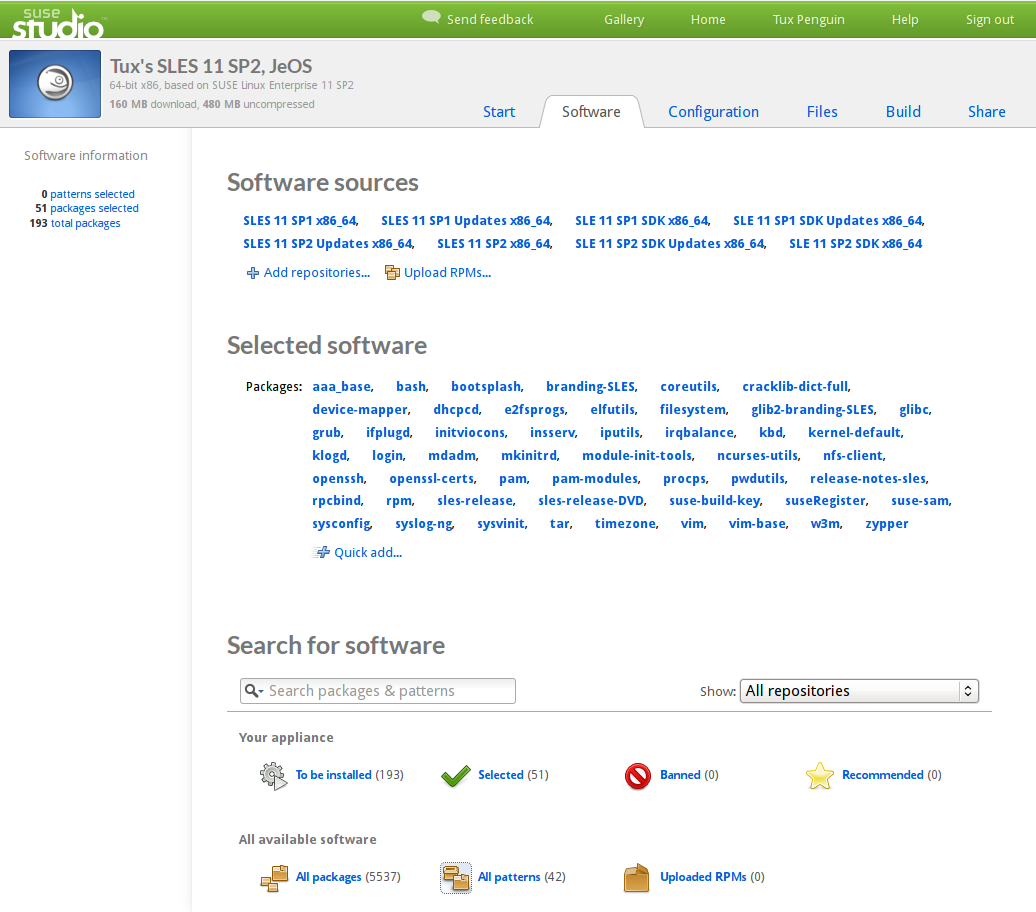 suse studio™
Send feedback Gallery Home Tux Penguin Help Sign out
Tux's SLES 11 SP2, JeOS
64-bit x86, based on SUSE Linux Enterprise 11 SP2
160 MB download, 480 MB uncompressed
Start Software Configuration Files Build Share
Software information
0 patterns selected
51 packages selected
193 total packages
Software sources
SLES 11 SP1 x86_64, SLES 11 SP1 Updates x86_64, SLE 11 SP1 SDK x86_64, SLE 11 SP1 SDK Updates x86_64,
SLES 11 SP2 Updates x86_64, SLES 11 SP2 x86_64, SLE 11 SP2 SDK Updates x86_64, SLE 11 SP2 SDK x86_64
Add repositories... Upload RPMs...
Selected software
Packages: aaa_base, bash, bootsplash, branding-SLES, coreutils, cracklib-dict-full,
device-mapper, dhcpcd, e2fsprogs, elfutils, filesystem, glib2-branding-SLES, glibc,
grub, ifplugd, initviocons, insserv, iputils, irqbalance, kbd, kernel-default,
klogd, login, mdadm, mkinitrd, module-init-tools, ncurses-utils, nfs-client,
openssh, openssl-certs, pam, pam-modules, procps, pwdutils, release-notes-sles,
rpcbind, rpm, sles-release, sles-release-DVD, suse-build-key, suseRegister, suse-sam,
sysconfig, syslog-ng, sysvinit, tar, timezone, vim, vim-base, w3m, zypper
Quick add...
Search for software
Search packages & patterns Show: All repositories
Your appliance
To be installed (193) Selected (51) Banned (0) Recommended (0)
All available software
All packages (5537) All patterns (42) Uploaded RPMs (0)